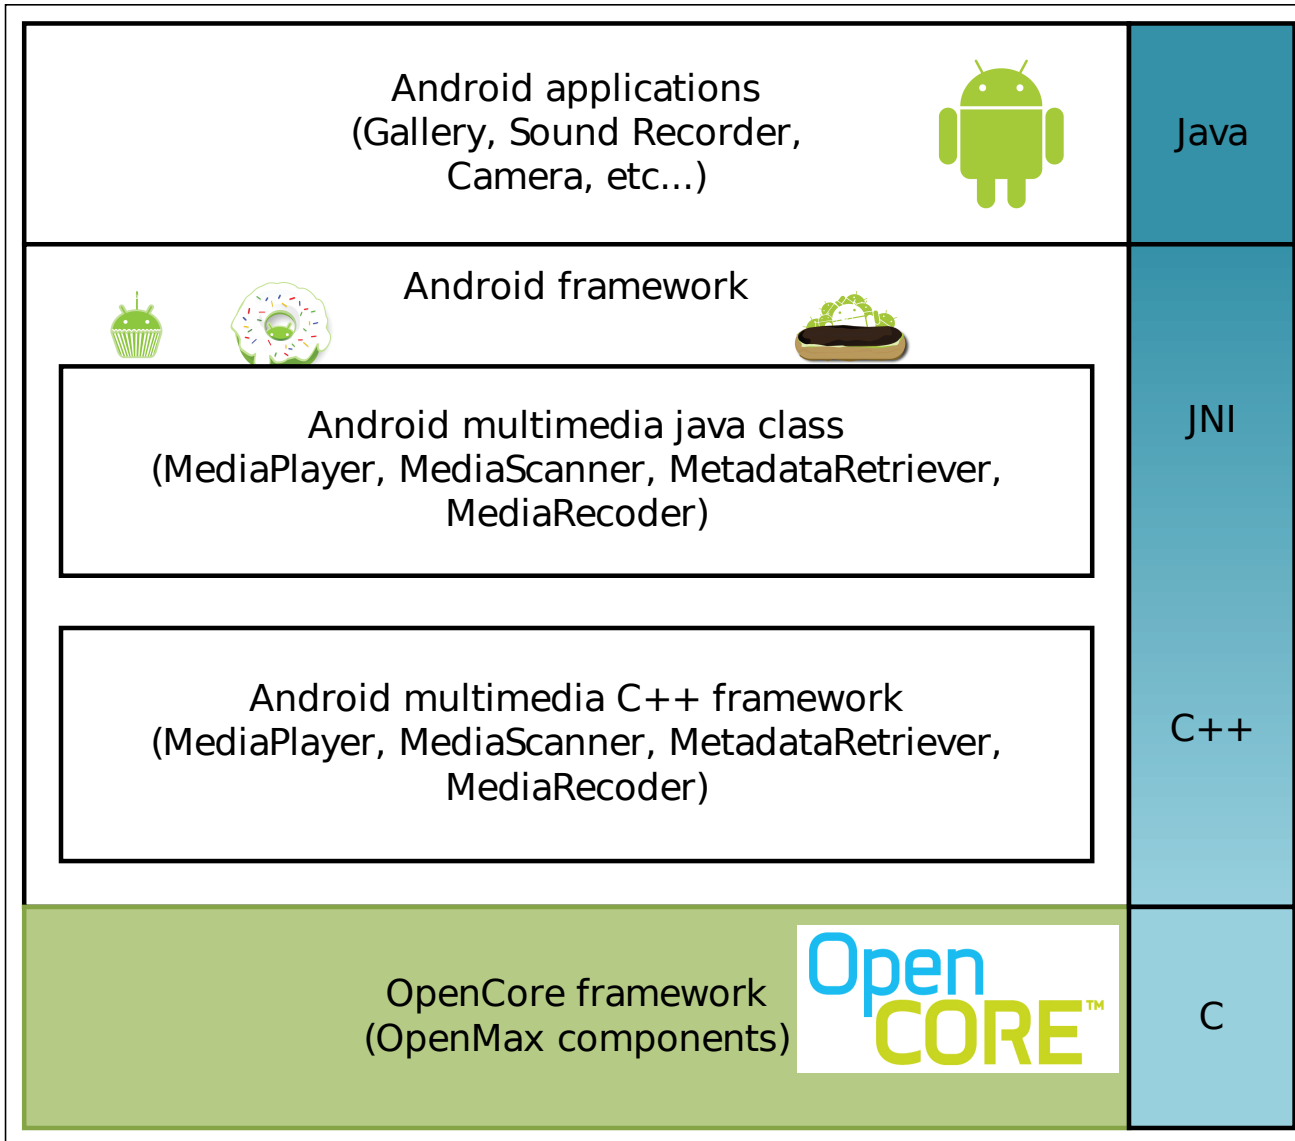 Android applications
(Gallery, Sound Recorder,
Camera, etc...)
Java
Android framework
Android multimedia java class
(MediaPlayer, MediaScanner, MetadataRetriever,
MediaRecoder)
JNI
Android multimedia C++ framework
(MediaPlayer, MediaScanner, MetadataRetriever,
MediaRecoder)
C++
OpenCore framework
(OpenMax components)
Open
CORE™
C